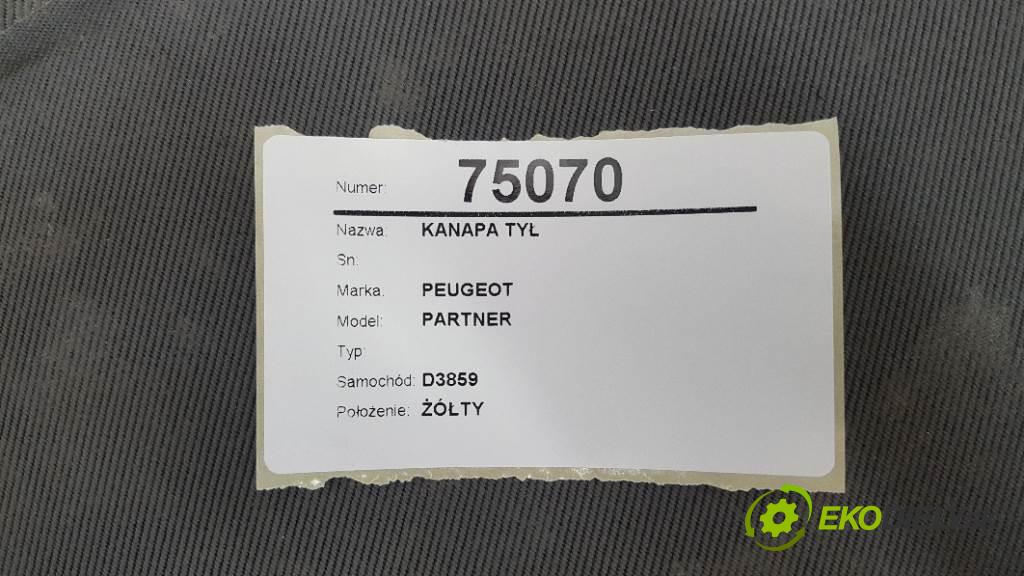 Numer: 75070
Nazwa: KANAPA TYŁ
Sn:
Marka: PEUGEOT
Model: PARTNER
Typ:
Samochód: D3859
Położenie: ŻÓŁTY
EKO